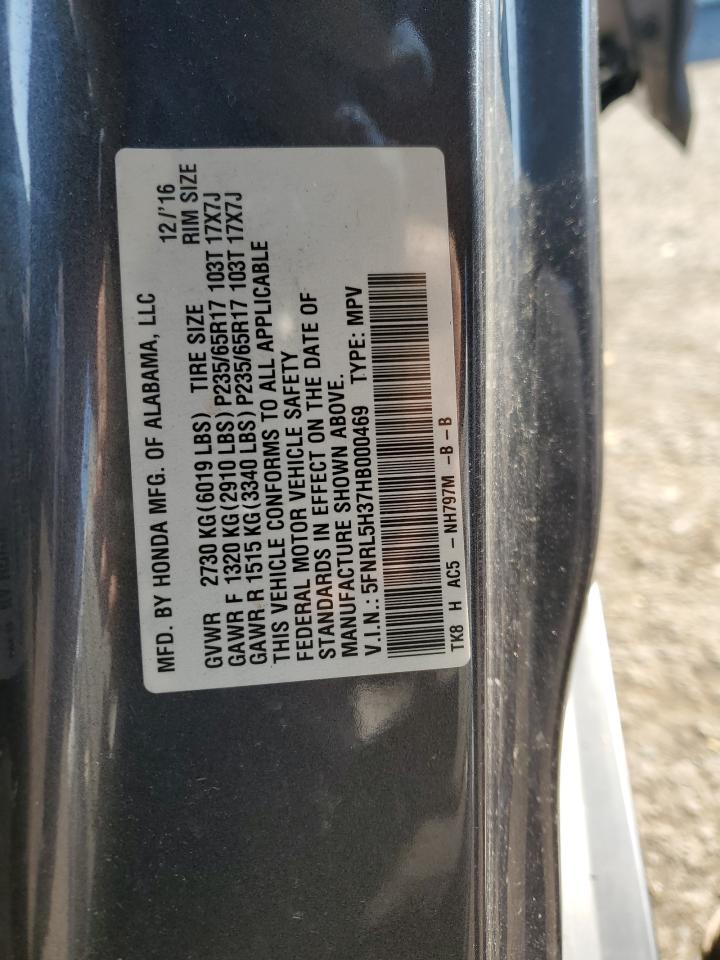 MFD. BY HONDA MFG. OF ALABAMA, LLC 12/'16
GVWR 2730 KG(6019 LBS) TIRE SIZE RIM SIZE
GAWR F 1320 KG(2910 LBS) P235/65R17 103T 17X7J
GAWR R 1515 KG(3340 LBS) P235/65R17 103T 17X7J
THIS VEHICLE CONFORMS TO ALL APPLICABLE
FEDERAL MOTOR VEHICLE SAFETY
STANDARDS IN EFFECT ON THE DATE OF
MANUFACTURE SHOWN ABOVE.
V.I.N.: 5FNRL5H37HB000469 TYPE: MPV
TK8 H AC5 - NH797M -B-B